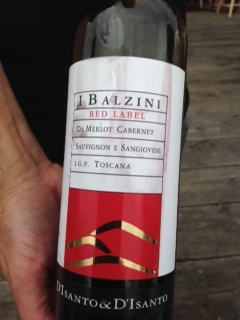 I BALZINI
RED LABEL
DA MERLOT CABERNET
SAUVIGNON E SANGIOVESE
I.G.P. TOSCANA
D'ISANTO & D'ISANTO